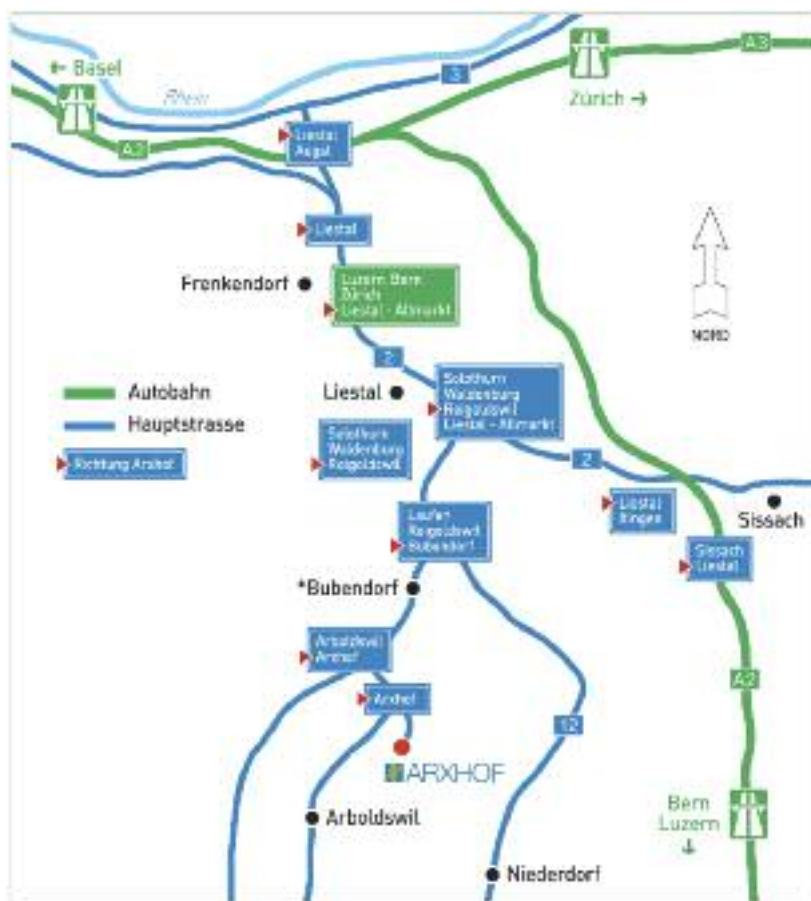 ← Basel
Rhein
3
A3
Zürich →
A2
Liestal
Augst
Liestal
Frenkendorf
Luzern Bern
Zürich
Liestal - Altmarkt
NORD
2
Autobahn
Hauptstrasse
Richtung Arxhof
Liestal
Solothurn
Waldenburg
Reigoldswil
Liestal - Altmarkt
Solothurn
Waldenburg
Reigoldswil
2
Liestal
Itingen
Sissach
Laufen
Reigoldswil
Bubendorf
Sissach
Liestal
*Bubendorf
Arboldswil
Arxhof
Arxhof
A2
12
ARXHOF
Bern
Luzern
↓
Arboldswil
Niederdorf